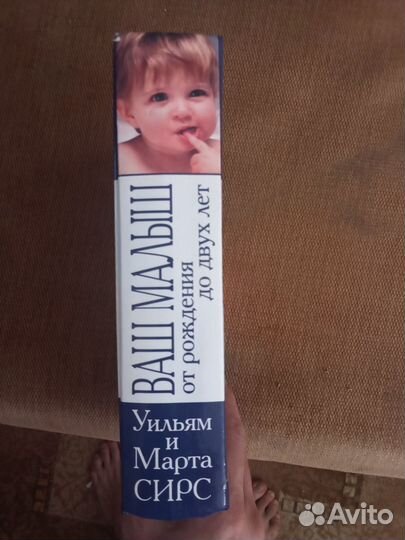 ВАШ МАЛЫШ
от рождения
до двух лет
Уильям
и
Марта
СИРС
Avito